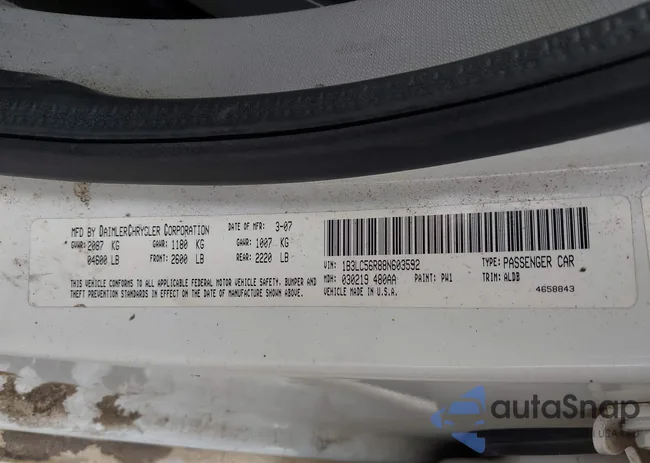 MFD BY DAIMLERCHRYSLER CORPORATION DATE OF MFR: 3-07
GVWR: 2087 KG GAWR: 1180 KG GAWR: 1007 KG
04600 LB FRONT: 2600 LB REAR: 2220 LB
THIS VEHICLE CONFORMS TO ALL APPLICABLE FEDERAL MOTOR VEHICLE SAFETY, BUMPER AND
THEFT PREVENTION STANDARDS IN EFFECT ON THE DATE OF MANUFACTURE SHOWN ABOVE.
VIN: 1B3LC56R88N603592 TYPE: PASSENGER CAR
MDH: 030219 480AA PAINT: PW1 TRIM: ALDB
VEHICLE MADE IN U.S.A. 4658843
autaSnap